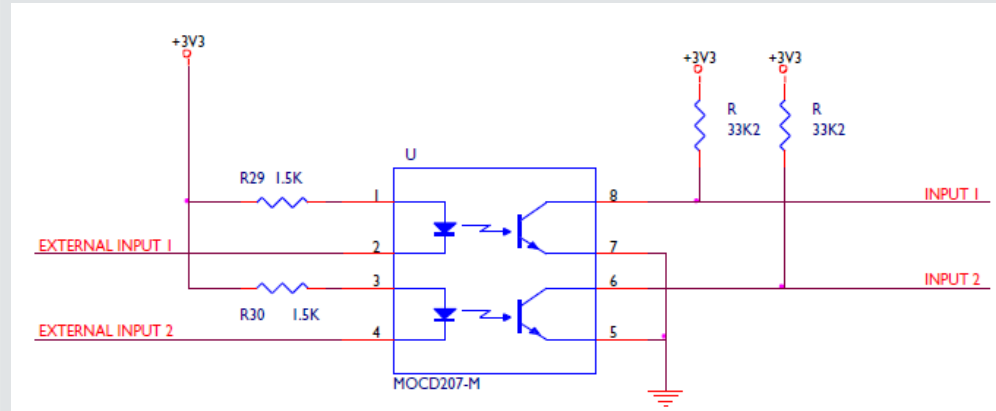 +3V3
+3V3 +3V3
R R
33K2 33K2
U
R29 1.5K
1 8 INPUT 1
EXTERNAL INPUT 1 2 7
3 6 INPUT 2
R30 1.5K
EXTERNAL INPUT 2 4 5
MOCD207-M